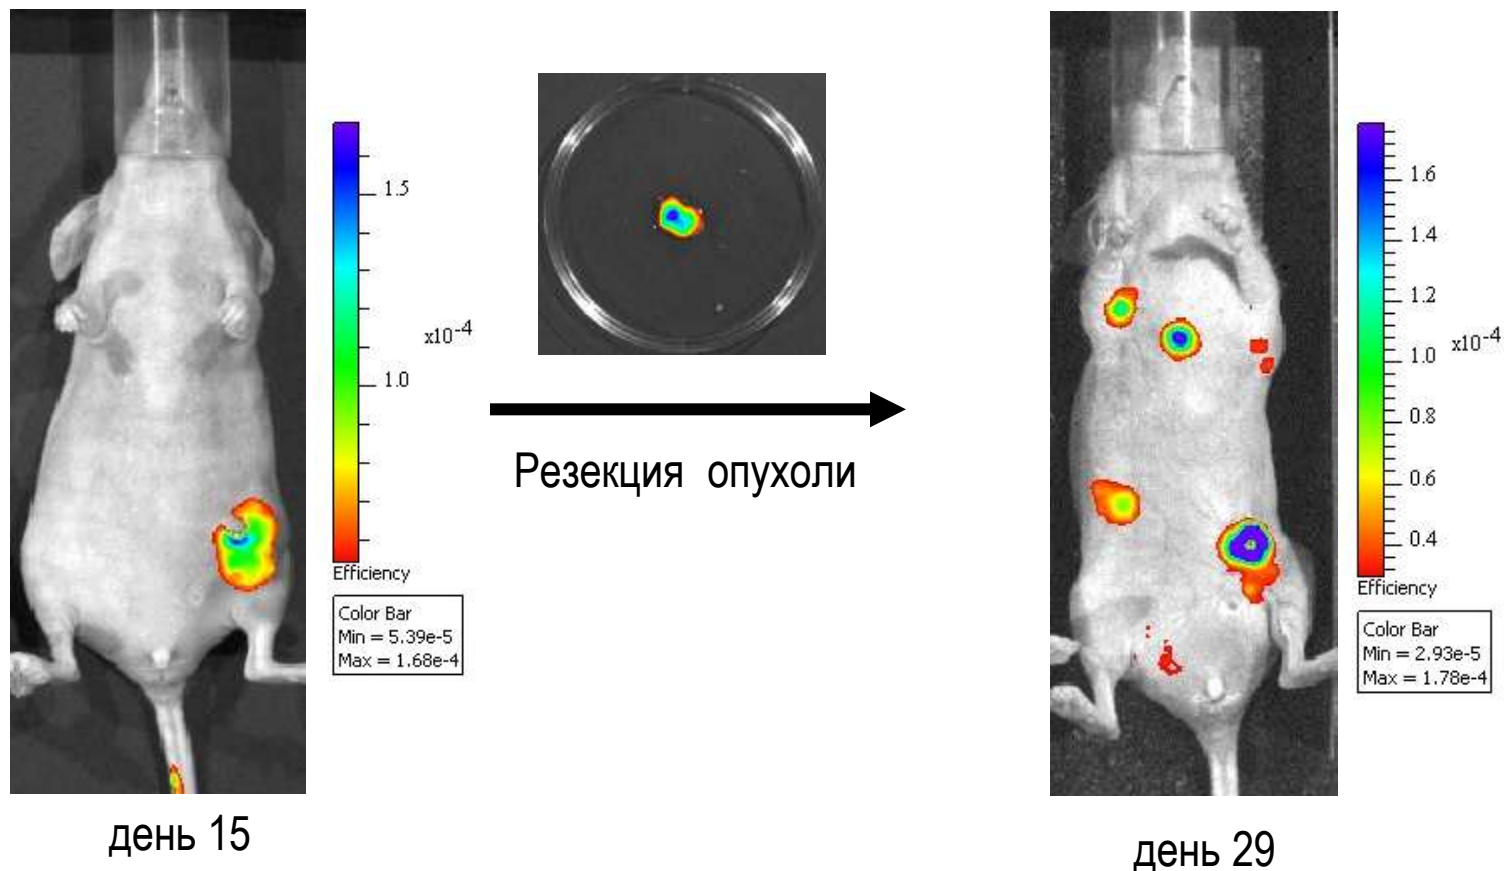 1.5
x10-4
1.0
Efficiency
Color Bar
Min = 5.39e-5
Max = 1.68e-4
день 15
Резекция опухоли
1.6
1.4
1.2
1.0
x10-4
0.8
0.6
0.4
Efficiency
Color Bar
Min = 2.93e-5
Max = 1.78e-4
день 29